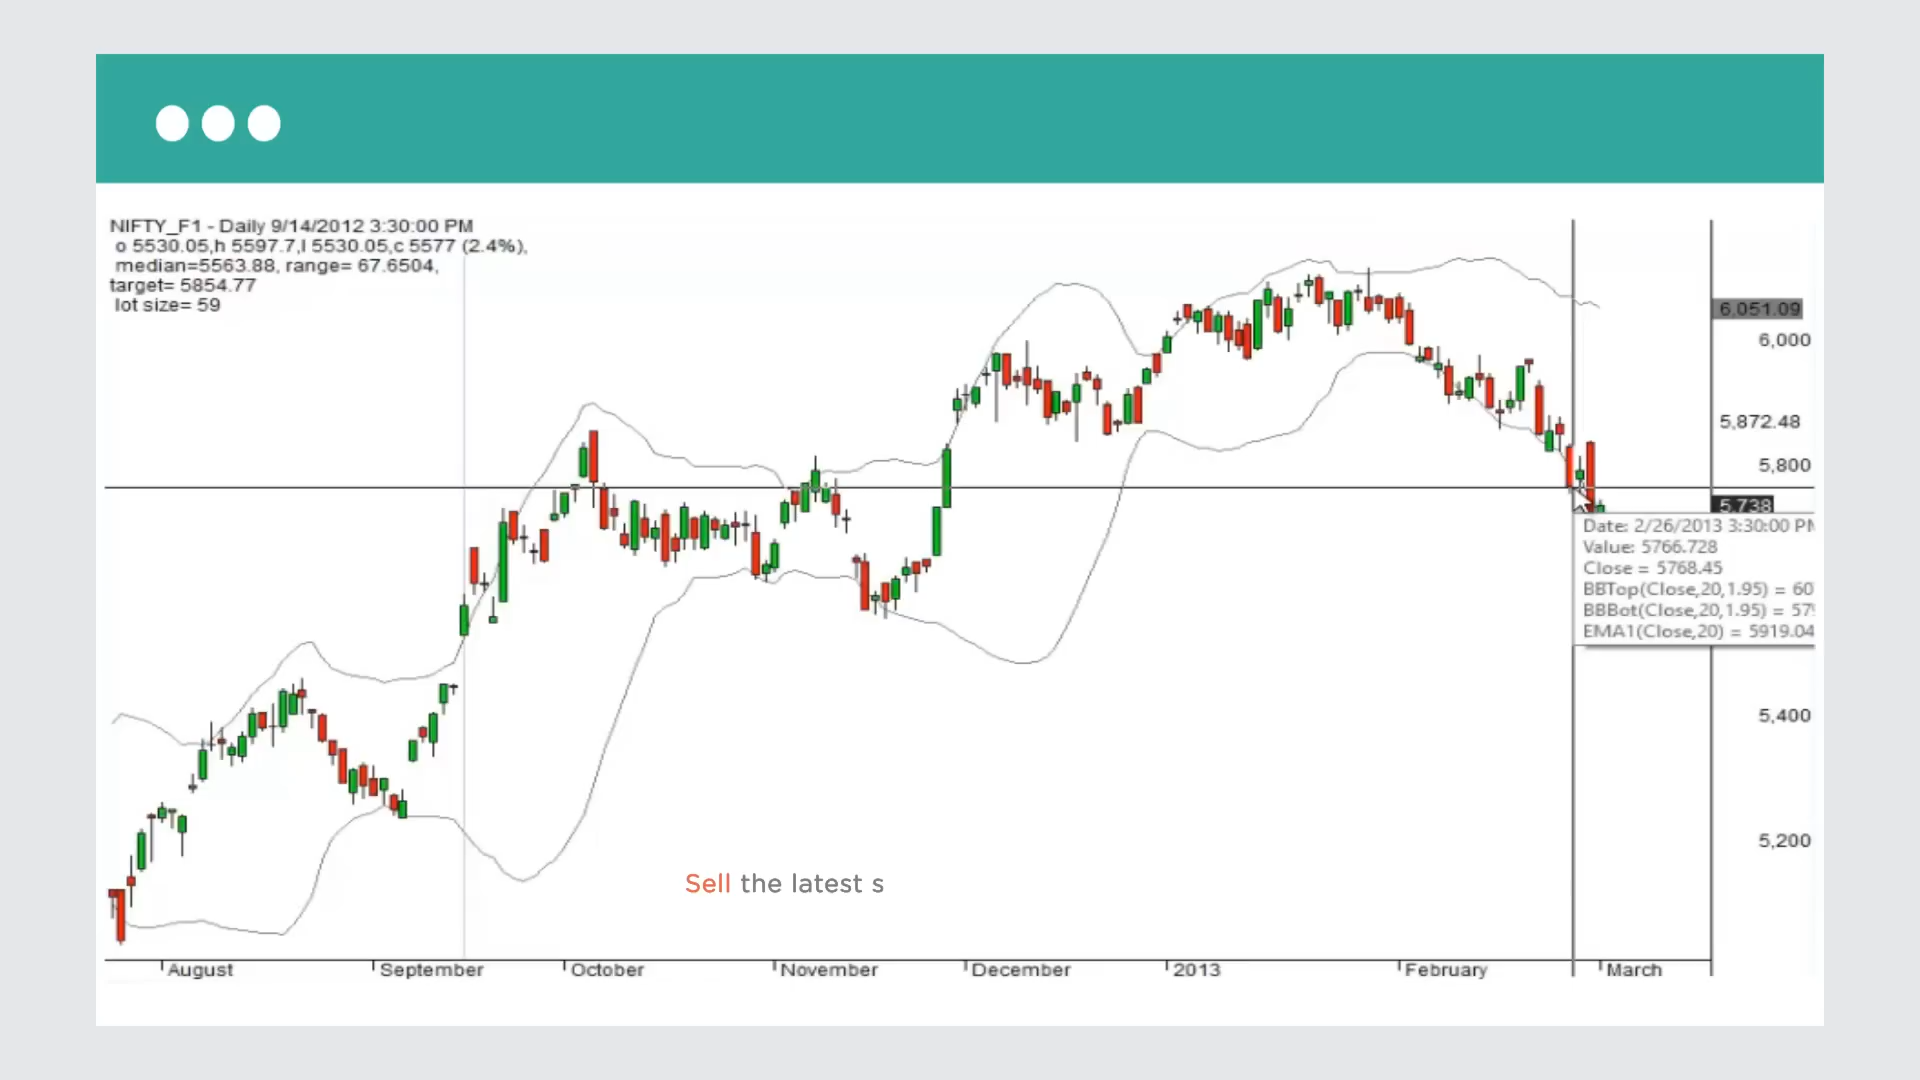 NIFTY_F1 - Daily 9/14/2012 3:30:00 PM
o 5530.05,h 5597.7,l 5530.05,c 5577 (2.4%),
median=5563.88, range= 67.6504,
target= 5854.77
lot size= 59
6,051.09
6,000
5,872.48
5,800
5,738
Date: 2/26/2013 3:30:00 PM
Value: 5766.728
Close = 5768.45
BBTop(Close,20,1.95) = 60
BBBot(Close,20,1.95) = 57
EMA1(Close,20) = 5919.04
5,400
5,200
Sell the latest s
August September October November December 2013 February March